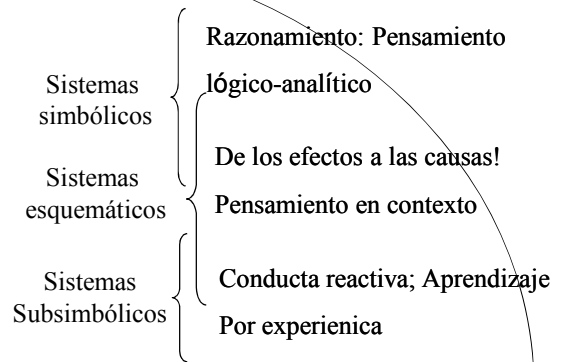 Razonamiento: Pensamiento
lógico-analítico
Sistemas
simbólicos
De los efectos a las causas!
Pensamiento en contexto
Sistemas
esquemáticos
Conducta reactiva; Aprendizaje
Por experienica
Sistemas
Subsimbólicos